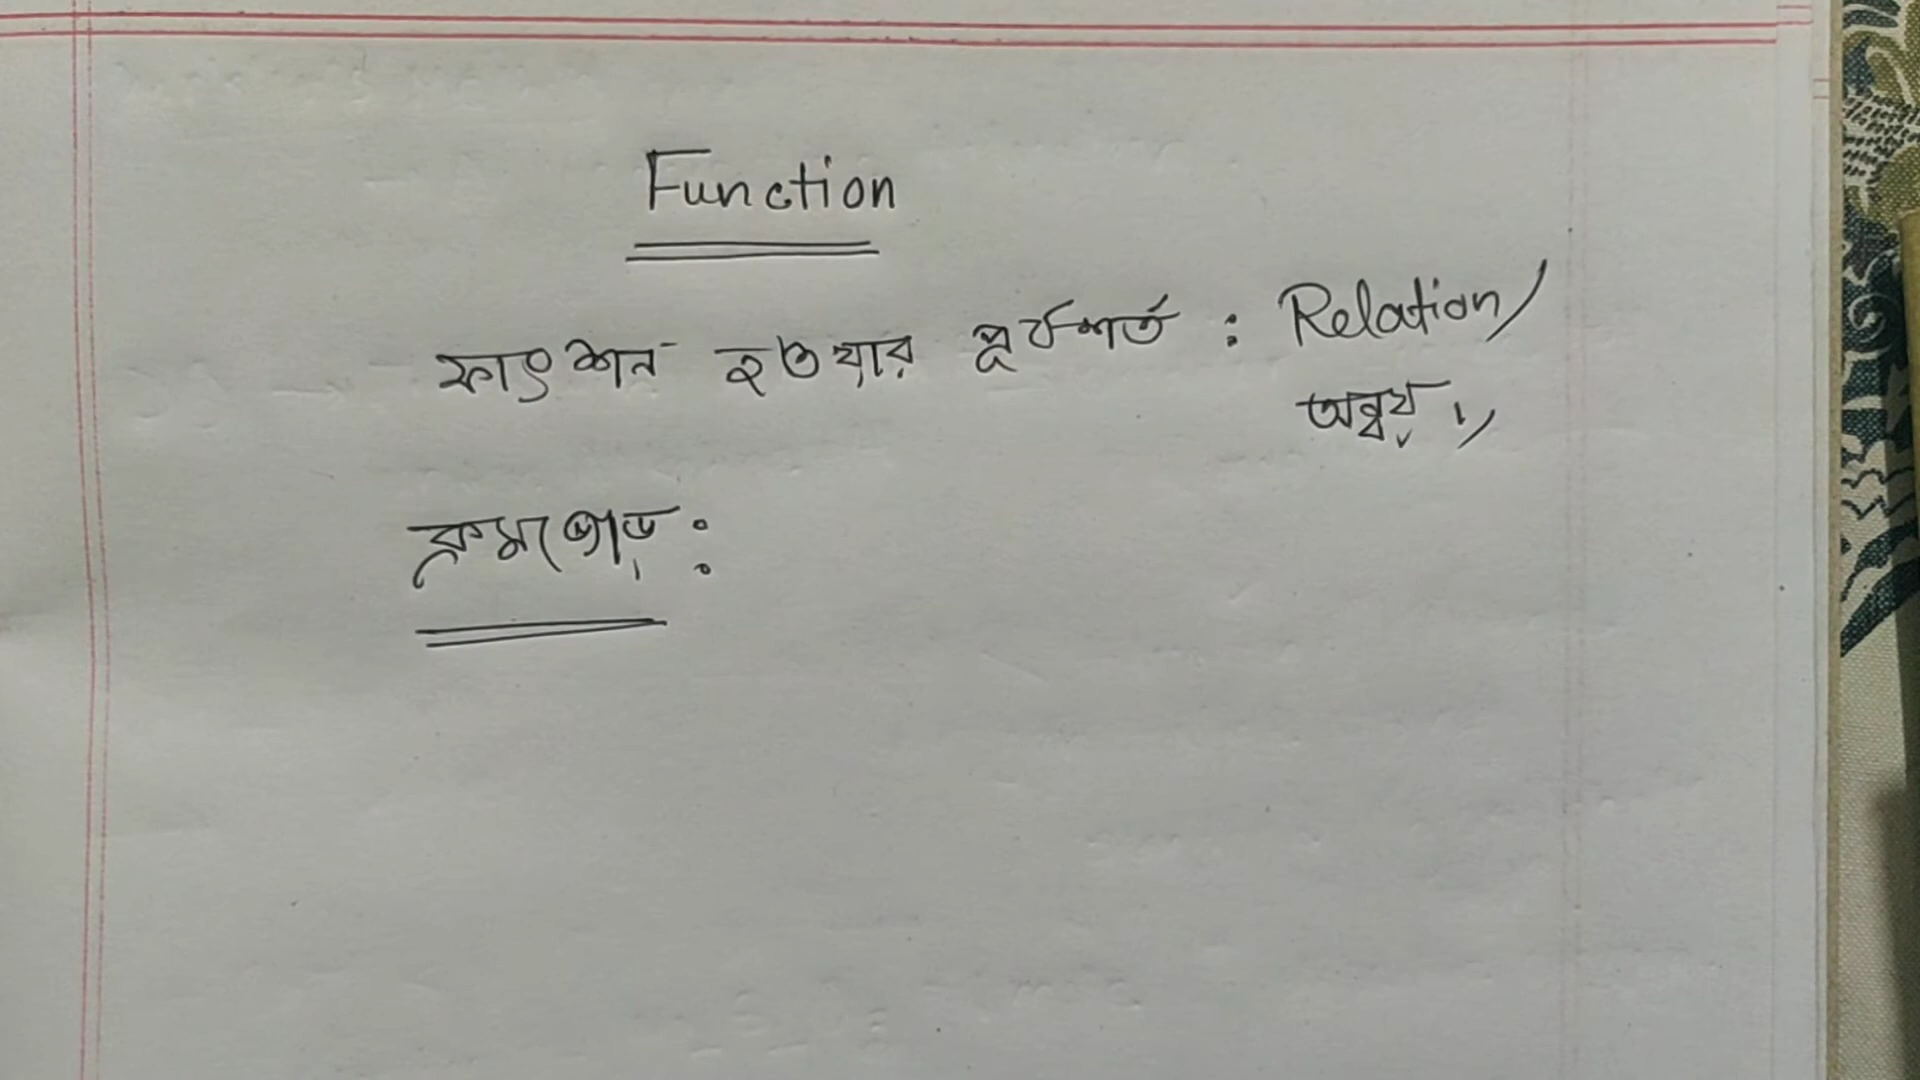 Function
ফাংশন হওয়ার পূর্বশর্ত : Relation/
অন্বয়।
ক্রমজোড় :